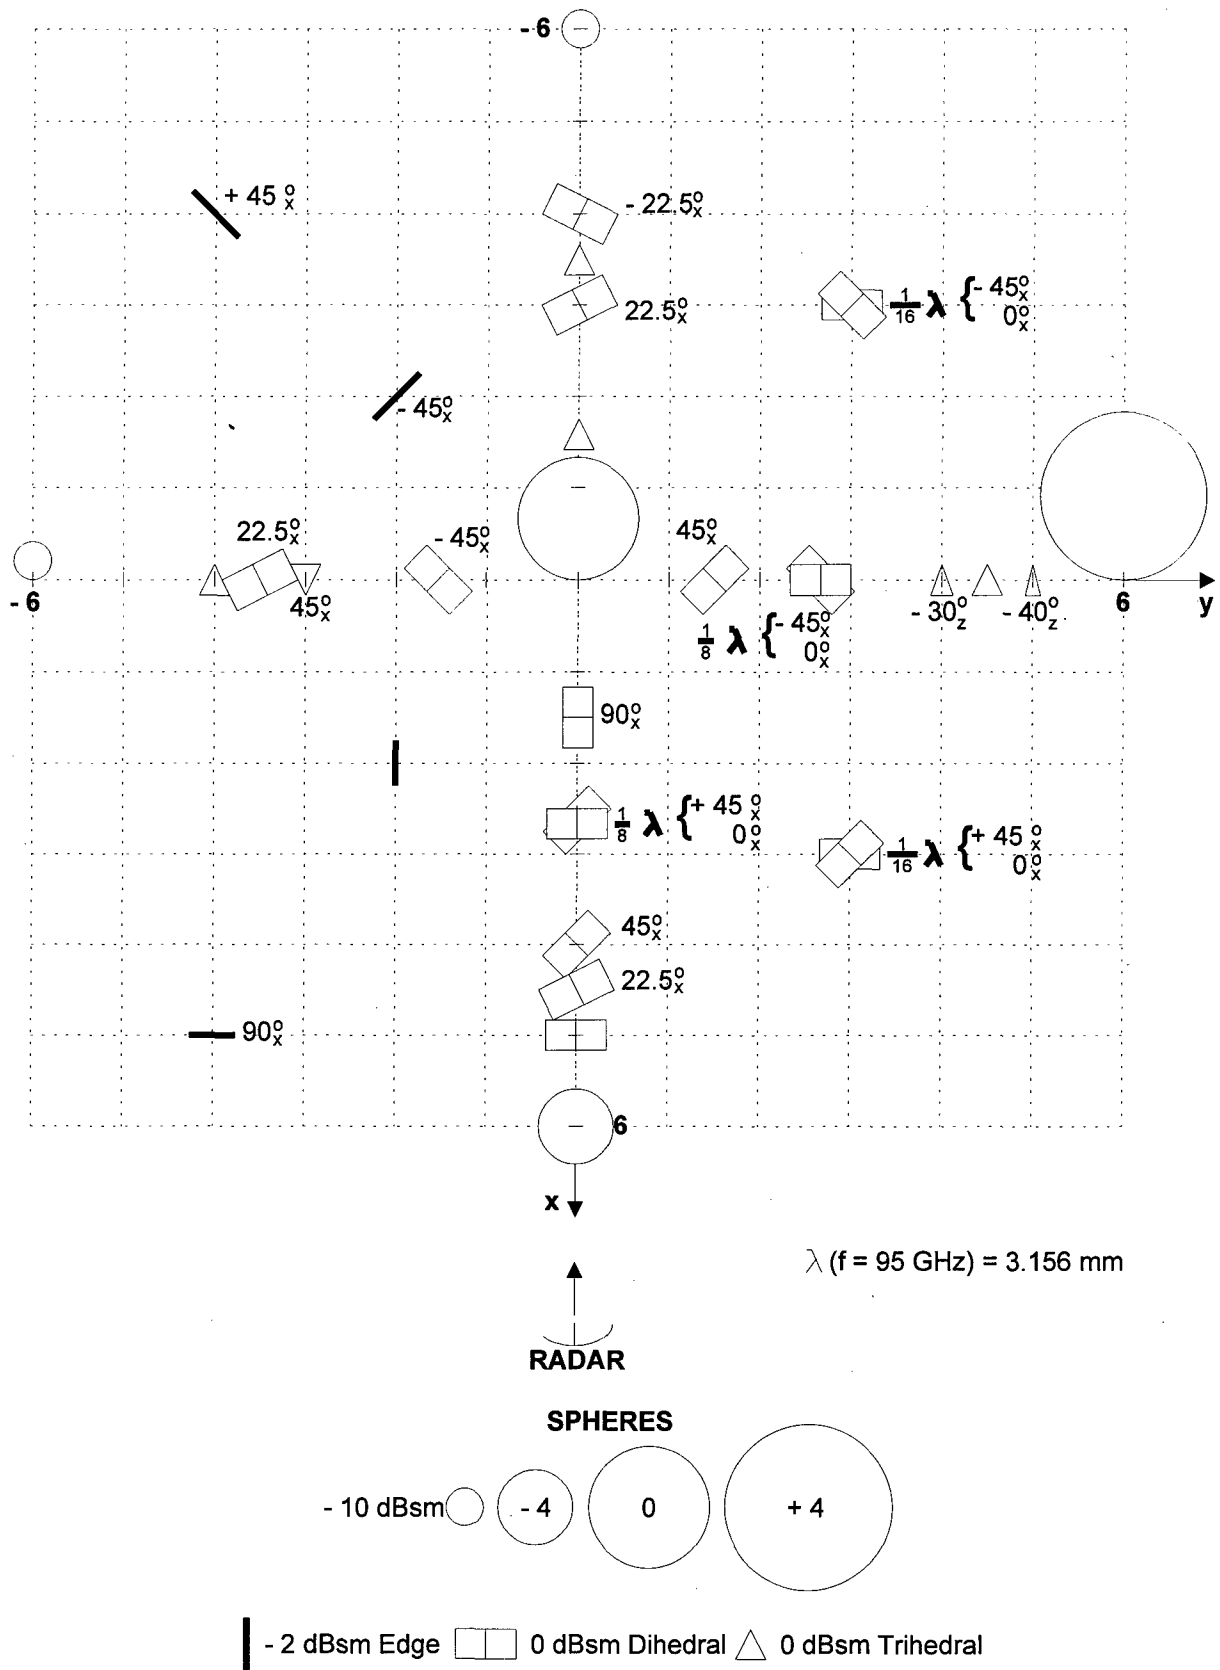 - 6
+ 45 °x
- 22.5°x
22.5°x
1/16 λ { - 45°x
0°x
- 45°x
22.5°x
- 45°x
45°x
- 6
45°x
- 30°z
- 40°z
6
y
1/8 λ { - 45°x
0°x
90°x
1/8 λ { + 45 °x
0°x
1/16 λ { + 45 °x
0°x
45°x
22.5°x
90°x
6
x
λ (f = 95 GHz) = 3.156 mm
RADAR
SPHERES
- 10 dBsm - 4 0 + 4
- 2 dBsm Edge 0 dBsm Dihedral 0 dBsm Trihedral